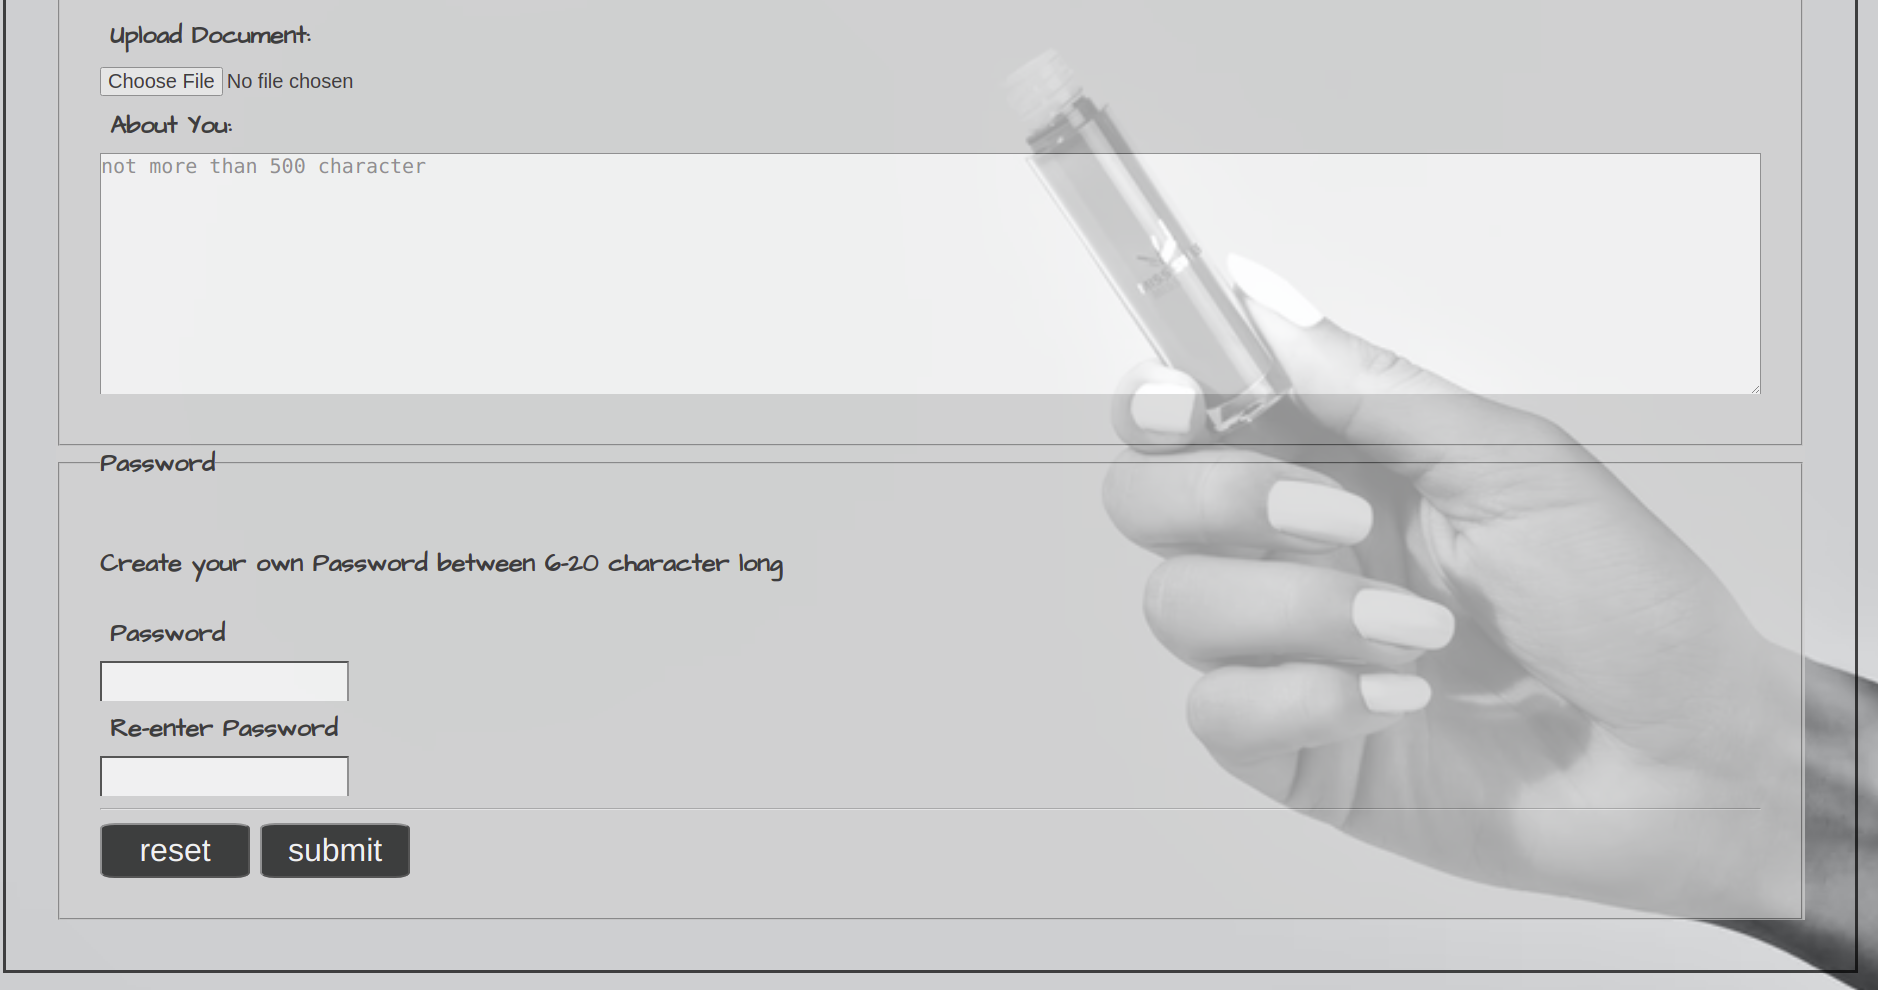 Upload Document:
Choose File No file chosen
About You:
not more than 500 character
Password
Create your own Password between 6-20 character long
Password
Re-enter Password
reset submit